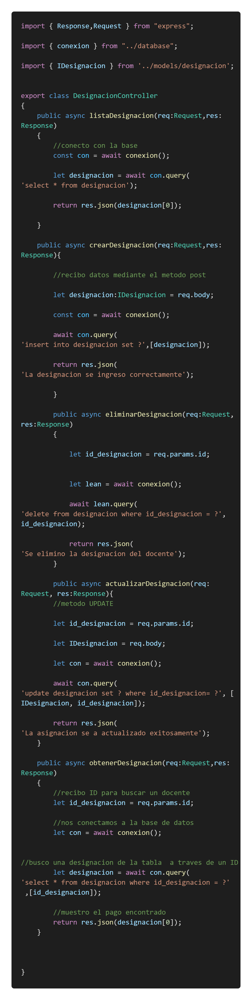 import { Response,Request } from "express";
import { conexion } from "../database";
import { IDesignacion } from '../models/designacion';
export class DesignacionController
{
public async listaDesignacion(req:Request,res:
Response)
{
//conecto con la base
const con = await conexion();
let designacion = await con.query(
'select * from designacion');
return res.json(designacion[0]);
}
public async crearDesignacion(req:Request,res:
Response){
//recibo datos mediante el metodo post
let designacion:IDesignacion = req.body;
const con = await conexion();
await con.query(
'insert into designacion set ?',[designacion]);
return res.json(
'La designacion se ingreso correctamente');
}
public async eliminarDesignacion(req:Request,
res:Response)
{
let id_designacion = req.params.id;
let lean = await conexion();
await lean.query(
'delete from designacion where id_designacion = ?',
id_designacion);
return res.json(
'Se elimino la designacion del docente');
}
public async actualizarDesignacion(req:
Request, res:Response){
//metodo UPDATE
let id_designacion = req.params.id;
let IDesignacion = req.body;
let con = await conexion();
await con.query(
'update designacion set ? where id_designacion= ?', [
IDesignacion, id_designacion]);
return res.json(
'La asignacion se a actualizado exitosamente');
}
public async obtenerDesignacion(req:Request,res:
Response)
{
//recibo ID para buscar un docente
let id_designacion = req.params.id;
//nos conectamos a la base de datos
let con = await conexion();
//busco una designacion de la tabla  a traves de un ID
let designacion = await con.query(
'select * from designacion where id_designacion = ?'
,[id_designacion]);
//muestro el pago encontrado
return res.json(designacion[0]);
}
}